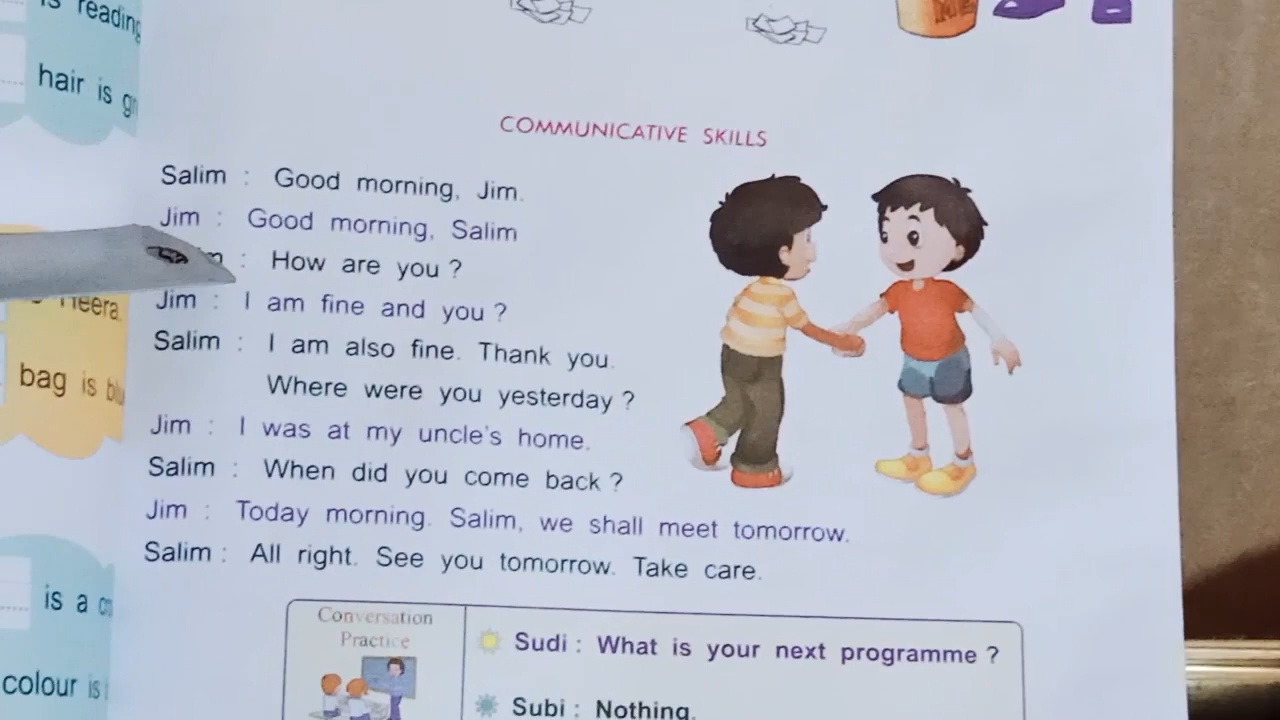 reading
hair is
COMMUNICATIVE SKILLS
Salim : Good morning, Jim.
Jim : Good morning, Salim
: How are you ?
Jim : I am fine and you ?
Salim : I am also fine. Thank you.
Where were you yesterday ?
Jim : I was at my uncle's home.
Salim : When did you come back ?
Jim : Today morning. Salim, we shall meet tomorrow.
Salim : All right. See you tomorrow. Take care.
Heera.
bag is
is a
colour is
Conversation
Practice
Sudi : What is your next programme ?
Subi : Nothing.